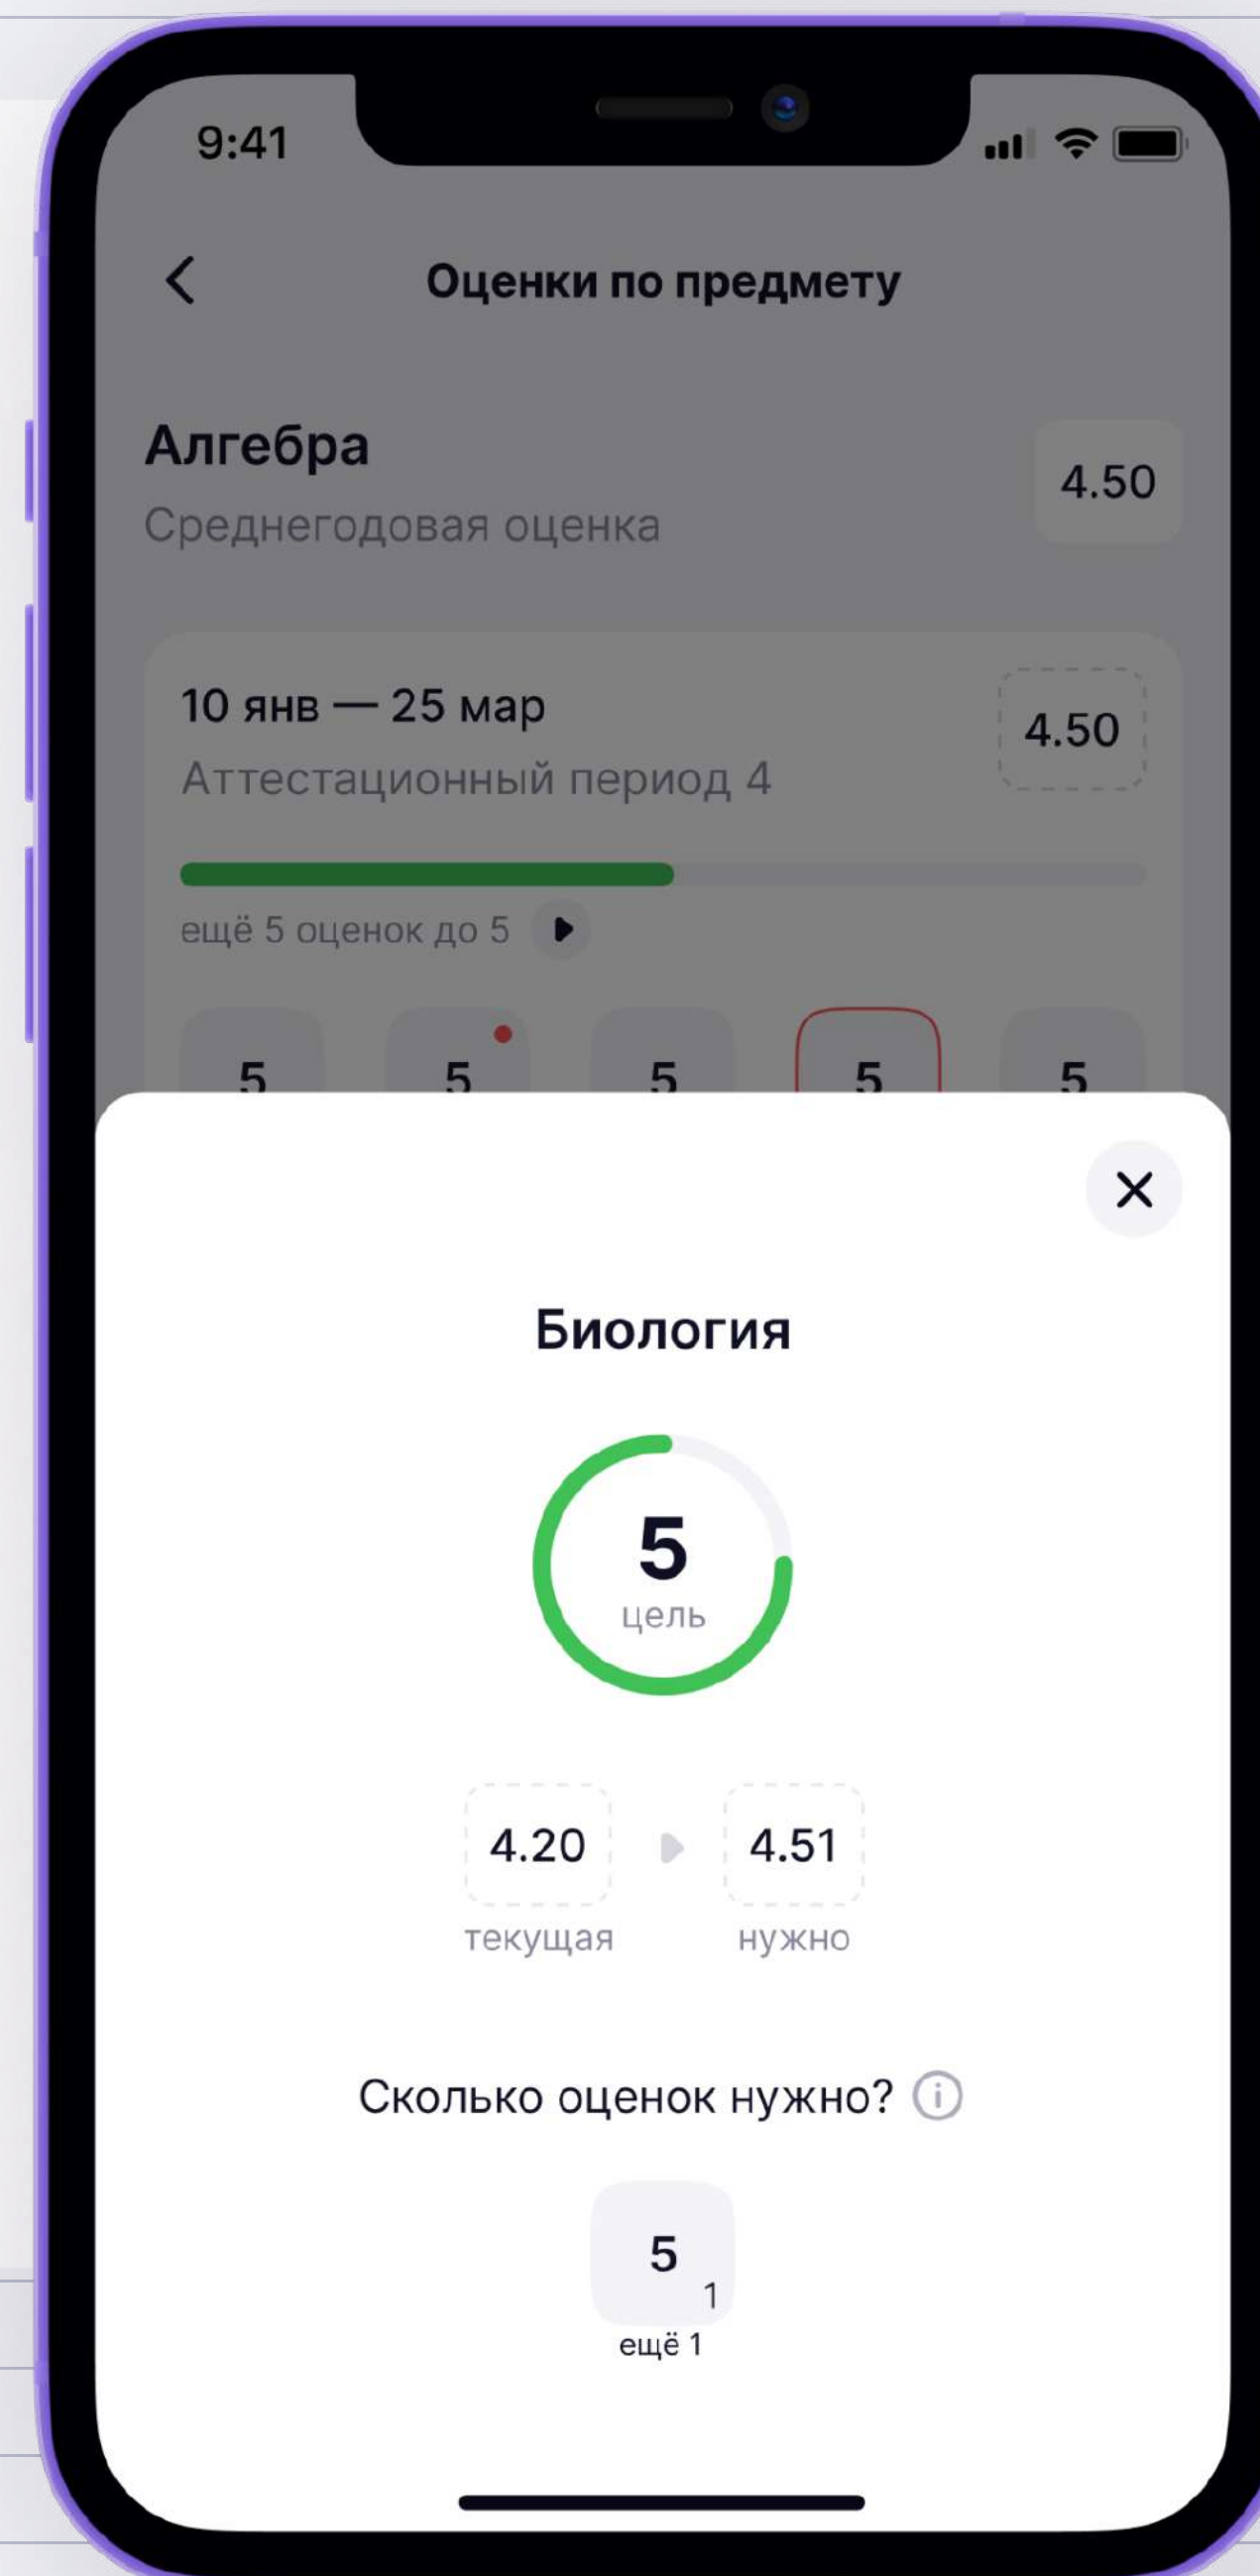 9:41
Оценки по предмету
Алгебра
4.50
Среднегодовая оценка
10 янв — 25 мар
4.50
Аттестационный период 4
ещё 5 оценок до 5
5 5 5 5 5
Биология
5
цель
4.20 4.51
текущая нужно
Сколько оценок нужно?
5
1
ещё 1